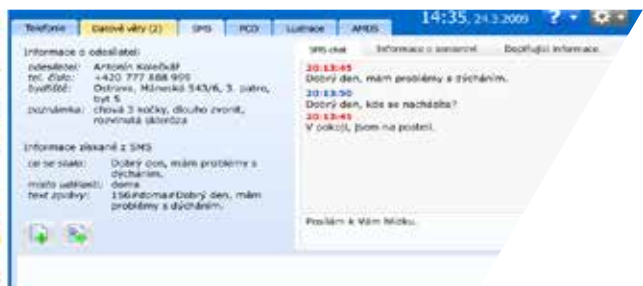 Telefonie
Datové věty (2)
SMS
PCO
Lustrace
AMDS
14:35, 24.3.2009
?
Informace o odesílateli
odesílatel: Antonín Kolečkář
tel. číslo: +420 777 888 999
bydliště: Ostrava, 543/6, 3. patro,
byt 5
poznámka: chová 3 kočky, dlouho zvonit,
rozvinutá skleróza
Informace získané z SMS
co se stalo: Dobrý den, mám problémy s
dýcháním.
místo události: doma
text zprávy: 156#doma#Dobrý den, mám
problémy s dýcháním.
SMS chat
Informace o
Doplňující informace
20:13:45
Dobrý den, mám problémy s dýcháním.
20:13:50
Dobrý den, kde se nacházíte?
20:13:45
V pokoji, jsem na posteli.
Posílám k Vám hlídku.